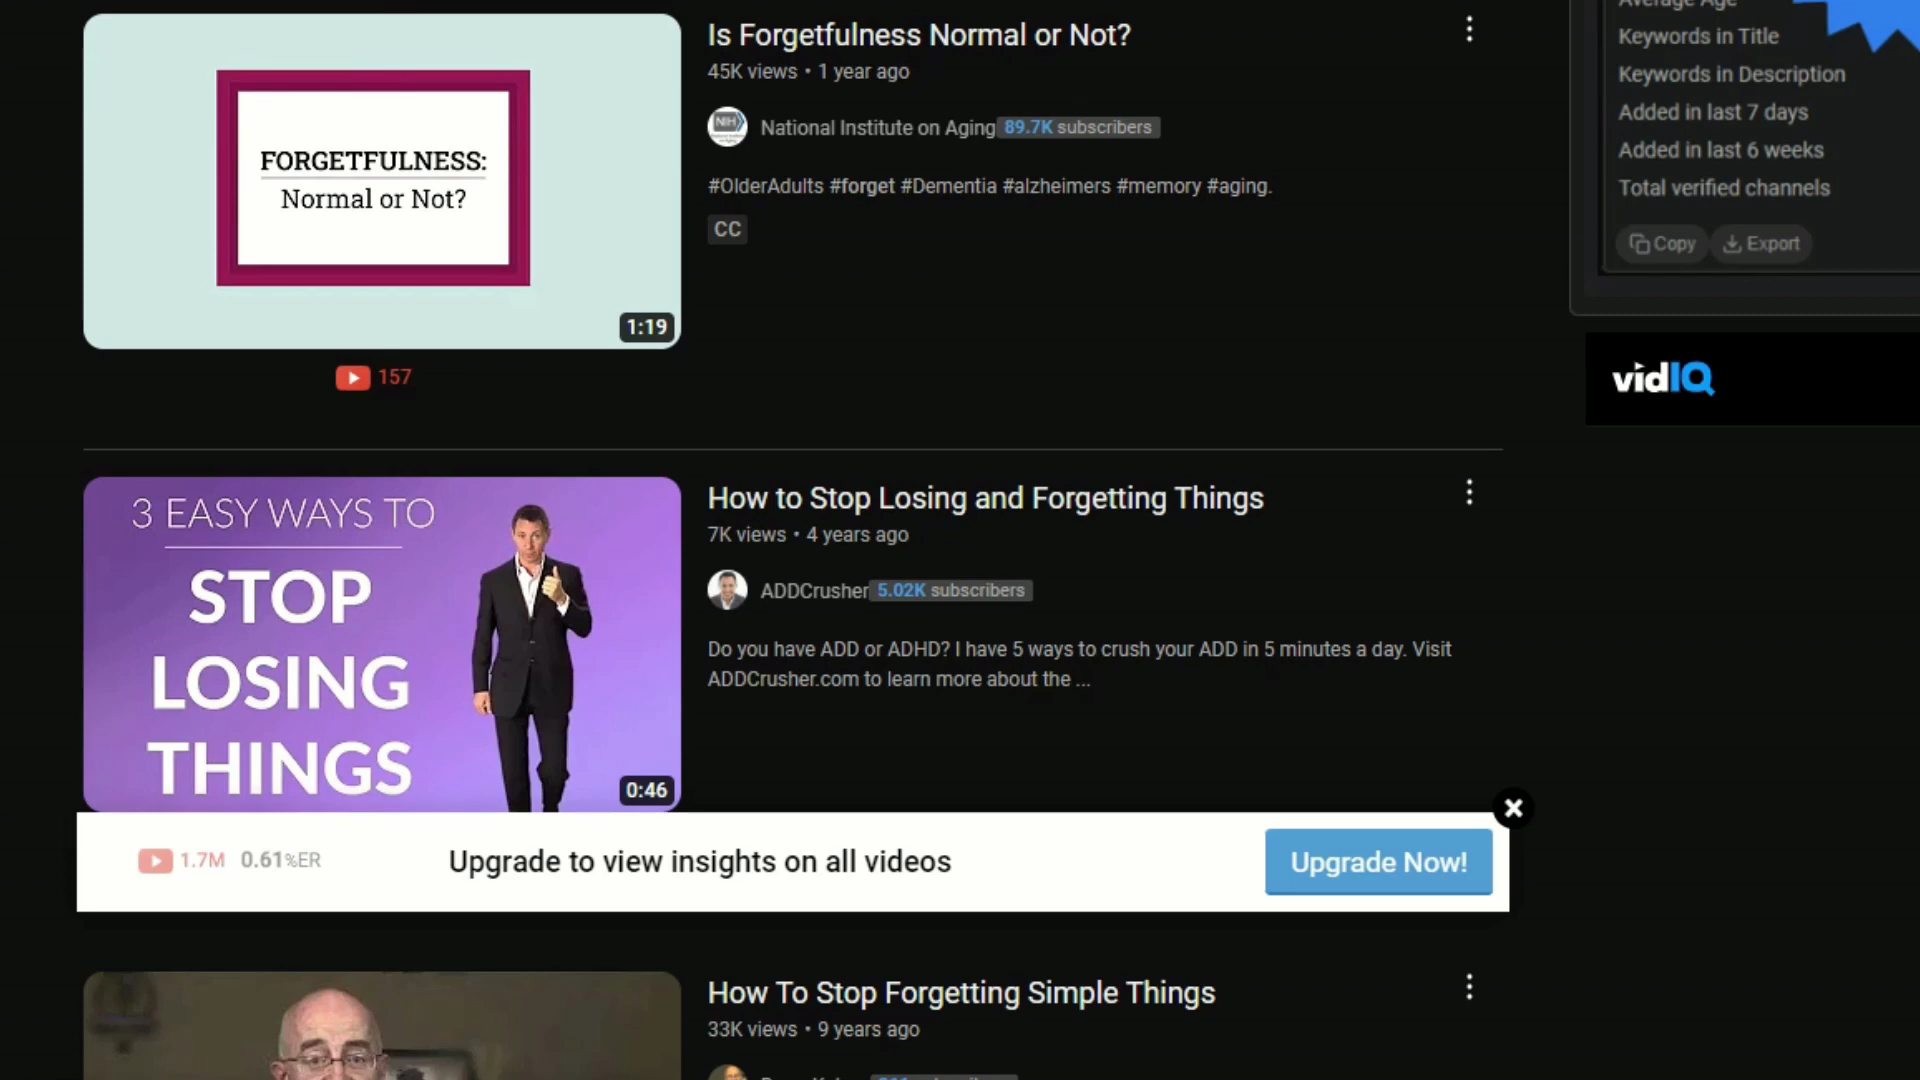 Is Forgetfulness Normal or Not?
45K views • 1 year ago
NIH
National Institute on Aging 89.7K subscribers
#OlderAdults #forget #Dementia #alzheimers #memory #aging.
CC
FORGETFULNESS:
Normal or Not?
1:19
157
Average Age
Keywords in Title
Keywords in Description
Added in last 7 days
Added in last 6 weeks
Total verified channels
Copy Export
vidIQ
3 EASY WAYS TO
STOP
LOSING
THINGS
0:46
How to Stop Losing and Forgetting Things
7K views • 4 years ago
ADDCrusher 5.02K subscribers
Do you have ADD or ADHD? I have 5 ways to crush your ADD in 5 minutes a day. Visit
ADDCrusher.com to learn more about the ...
1.7M 0.61%ER
Upgrade to view insights on all videos
Upgrade Now!
How To Stop Forgetting Simple Things
33K views • 9 years ago